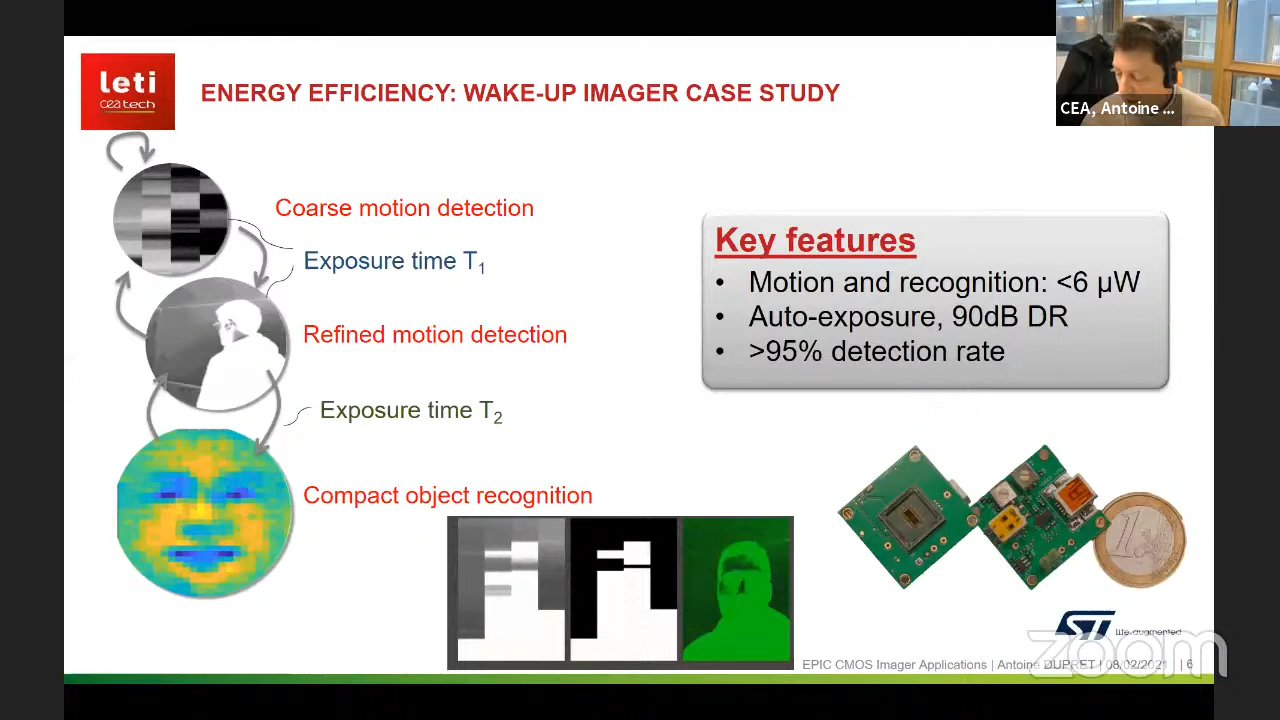 leti
cea tech
ENERGY EFFICIENCY: WAKE-UP IMAGER CASE STUDY
CEA, Antoine ...
Coarse motion detection
Exposure time T1
Refined motion detection
Exposure time T2
Compact object recognition
Key features
• Motion and recognition: <6 µW
• Auto-exposure, 90dB DR
• >95% detection rate
1
ST life.augmented
EPIC CMOS Imager Applications | Antoine DUPRET | 08/02/2021 | 6
zoom